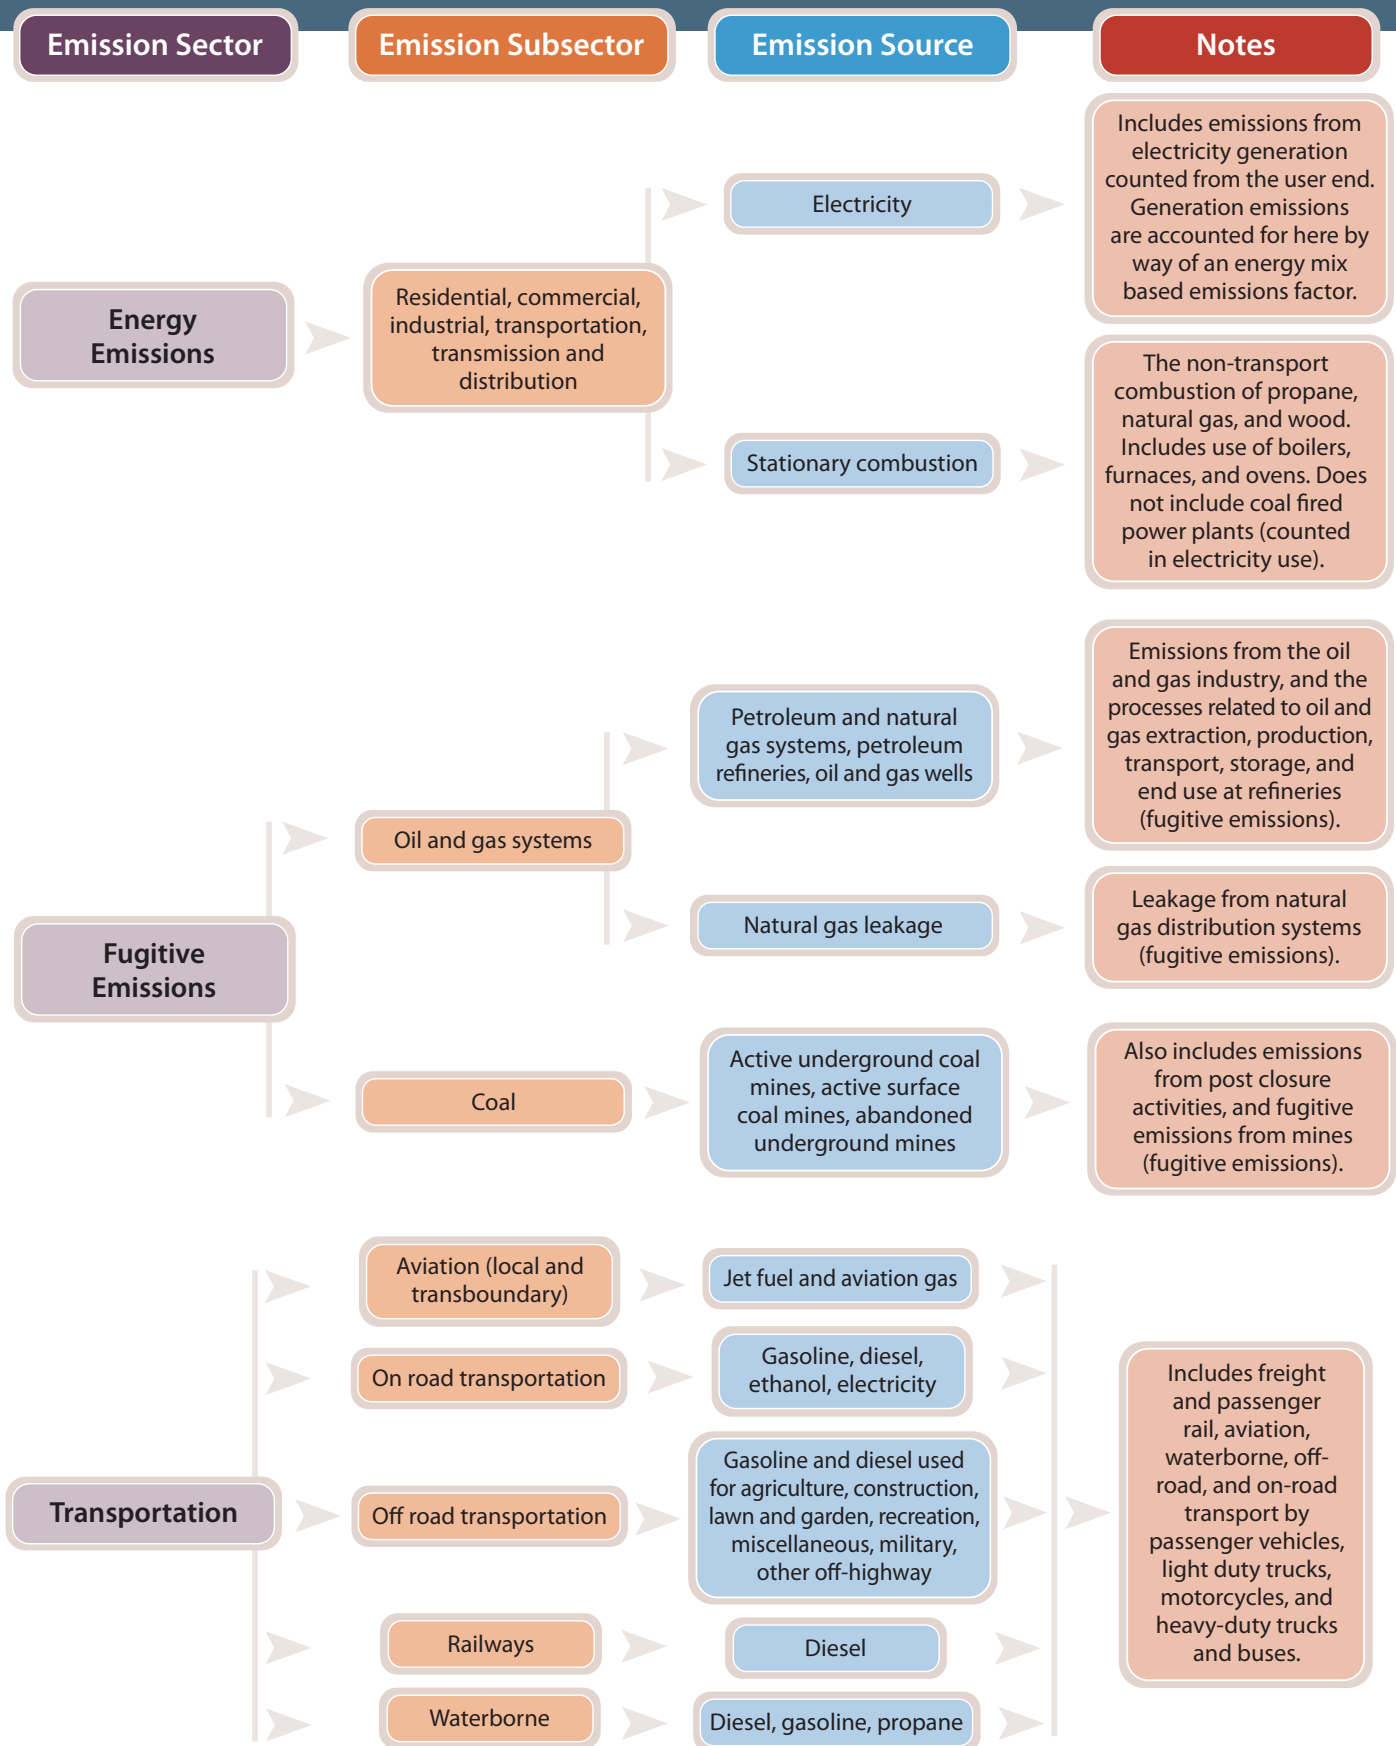 Emission Sector
Emission Subsector
Emission Source
Notes
Energy
Emissions
Residential, commercial,
industrial, transportation,
transmission and
distribution
Electricity
Includes emissions from
electricity generation
counted from the user end.
Generation emissions
are accounted for here by
way of an energy mix
based emissions factor.
Stationary combustion
The non-transport
combustion of propane,
natural gas, and wood.
Includes use of boilers,
furnaces, and ovens. Does
not include coal fired
power plants (counted
in electricity use).
Fugitive
Emissions
Oil and gas systems
Petroleum and natural
gas systems, petroleum
refineries, oil and gas wells
Emissions from the oil
and gas industry, and the
processes related to oil and
gas extraction, production,
transport, storage, and
end use at refineries
(fugitive emissions).
Natural gas leakage
Leakage from natural
gas distribution systems
(fugitive emissions).
Coal
Active underground coal
mines, active surface
coal mines, abandoned
underground mines
Also includes emissions
from post closure
activities, and fugitive
emissions from mines
(fugitive emissions).
Transportation
Aviation (local and
transboundary)
Jet fuel and aviation gas
On road transportation
Gasoline, diesel,
ethanol, electricity
Off road transportation
Gasoline and diesel used
for agriculture, construction,
lawn and garden, recreation,
miscellaneous, military,
other off-highway
Railways
Diesel
Waterborne
Diesel, gasoline, propane
Includes freight
and passenger
rail, aviation,
waterborne, off-
road, and on-road
transport by
passenger vehicles,
light duty trucks,
motorcycles, and
heavy-duty trucks
and buses.